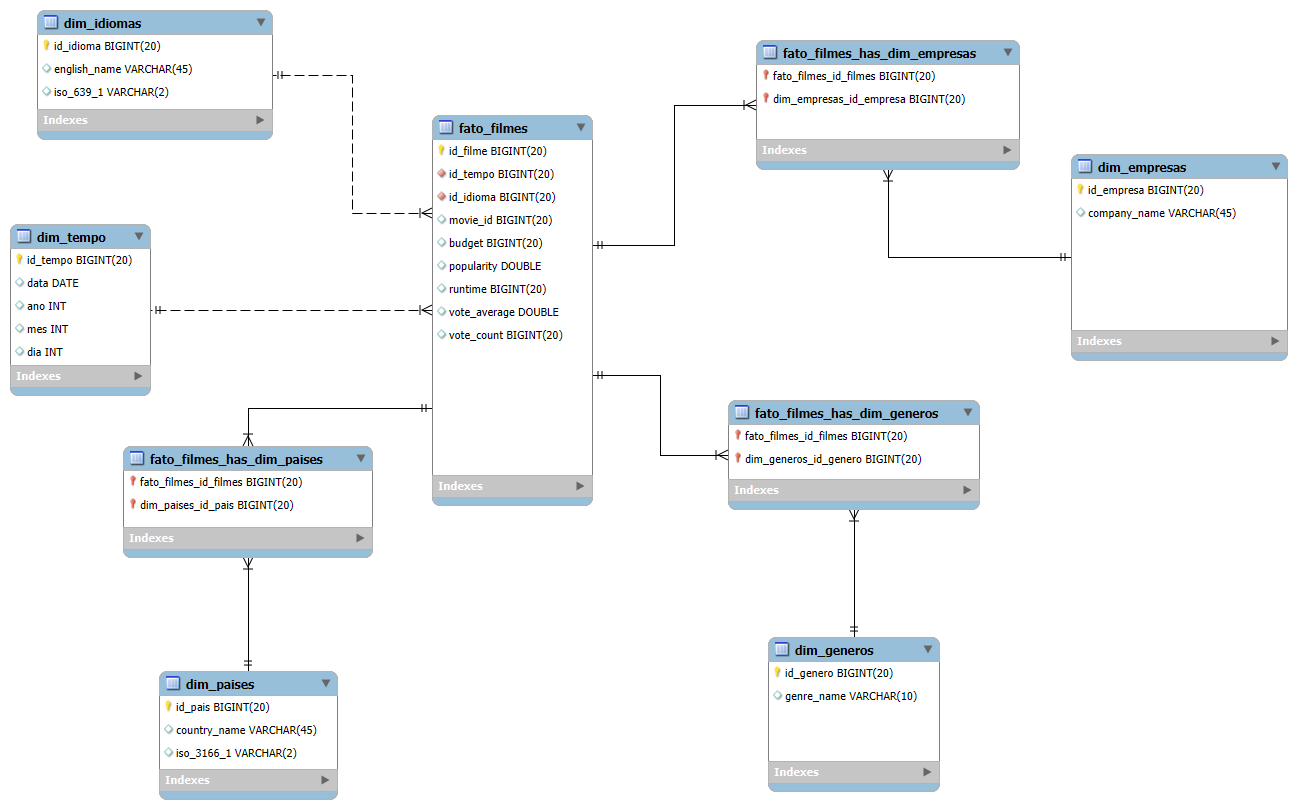 dim_idiomas
id_idioma BIGINT(20)
english_name VARCHAR(45)
iso_639_1 VARCHAR(2)
Indexes
fato_filmes_has_dim_empresas
fato_filmes_id_filmes BIGINT(20)
dim_empresas_id_empresa BIGINT(20)
Indexes
fato_filmes
id_filme BIGINT(20)
id_tempo BIGINT(20)
id_idioma BIGINT(20)
movie_id BIGINT(20)
budget BIGINT(20)
popularity DOUBLE
runtime BIGINT(20)
vote_average DOUBLE
vote_count BIGINT(20)
Indexes
dim_empresas
id_empresa BIGINT(20)
company_name VARCHAR(45)
Indexes
dim_tempo
id_tempo BIGINT(20)
data DATE
ano INT
mes INT
dia INT
Indexes
fato_filmes_has_dim_generos
fato_filmes_id_filmes BIGINT(20)
dim_generos_id_genero BIGINT(20)
Indexes
fato_filmes_has_dim_paises
fato_filmes_id_filmes BIGINT(20)
dim_paises_id_pais BIGINT(20)
Indexes
dim_generos
id_genero BIGINT(20)
genre_name VARCHAR(10)
Indexes
dim_paises
id_pais BIGINT(20)
country_name VARCHAR(45)
iso_3166_1 VARCHAR(2)
Indexes